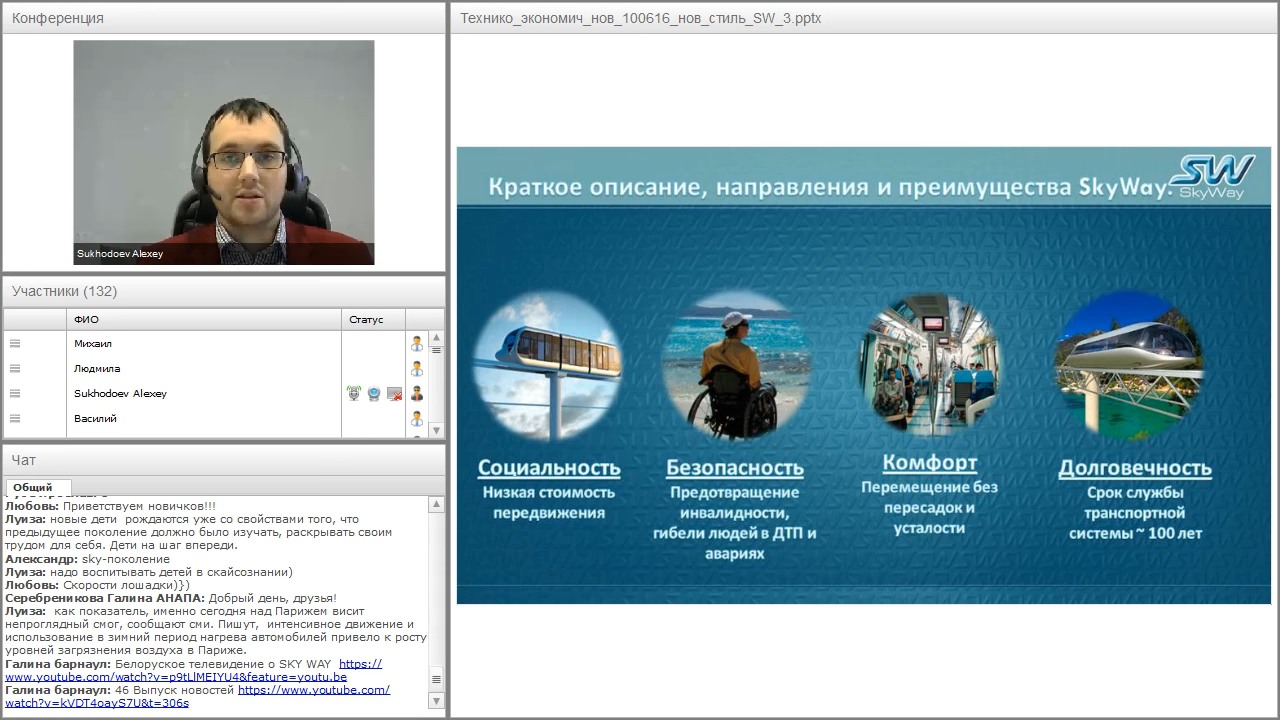 Конференция
Sukhodoev Alexey
Участники (132)
ФИО
Статус
Михаил
Людмила
Sukhodoev Alexey
Василий
Чат
Общий
Любовь: Приветствуем новичков!!!
Луиза: новые дети  рождаются уже со свойствами того, что
предыдущее поколение должно было изучать, раскрывать своим
трудом для себя. Дети на шаг впереди.
Александр: sky-поколение
Луиза: надо воспитывать детей в скайсознании)
Любовь: Скорости лошадки)})
Серебреникова Галина АНАПА: Добрый день, друзья!
Луиза:  как показатель, именно сегодня над Парижем висит
непроглядный смог, сообщают сми. Пишут,  интенсивное движение и
использование в зимний период нагрева автомобилей привело к росту
уровней загрязнения воздуха в Париже.
Галина барнаул: Белоруское телевидение о SKY WAY  https://
www.youtube.com/watch?v=p9tLlMEIYU4&feature=youtu.be
Галина барнаул: 46 Выпуск новостей https://www.youtube.com/
watch?v=kVDT4oayS7U&t=306s
Технико_экономич_нов_100616_нов_стиль_SW_3.pptx
Краткое описание, направления и преимущества SkyWay.
SW
SkyWay
Социальность
Низкая стоимость
передвижения
Безопасность
Предотвращение
инвалидности,
гибели людей в ДТП и
авариях
Комфорт
Перемещение без
пересадок и
усталости
Долговечность
Срок службы
транспортной
системы ~ 100 лет